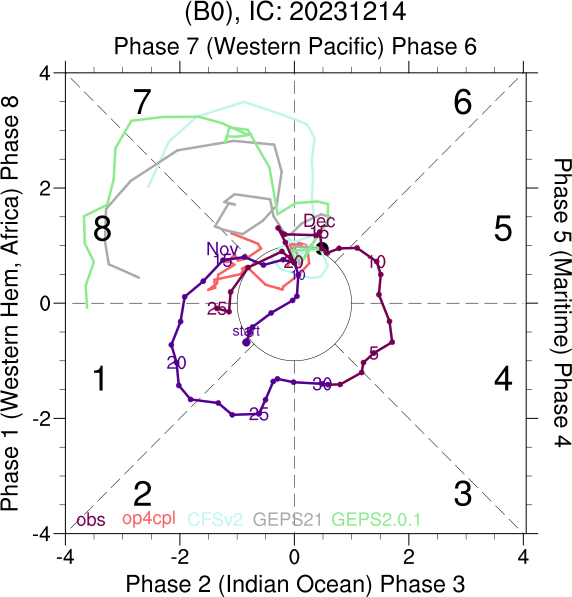 (B0), IC: 20231214
Phase 7 (Western Pacific) Phase 6
4
7
6
Dec
15
Nov
15
20
10
10
8
5
2
Phase 1 (Western Hem, Africa) Phase 8
Phase 5 (Maritime) Phase 4
25
0
start
5
20
1
4
30
25
-2
2
3
obs op4cpl CFSv2 GEPS21 GEPS2.0.1
-4
-4 -2 0 2 4
Phase 2 (Indian Ocean) Phase 3